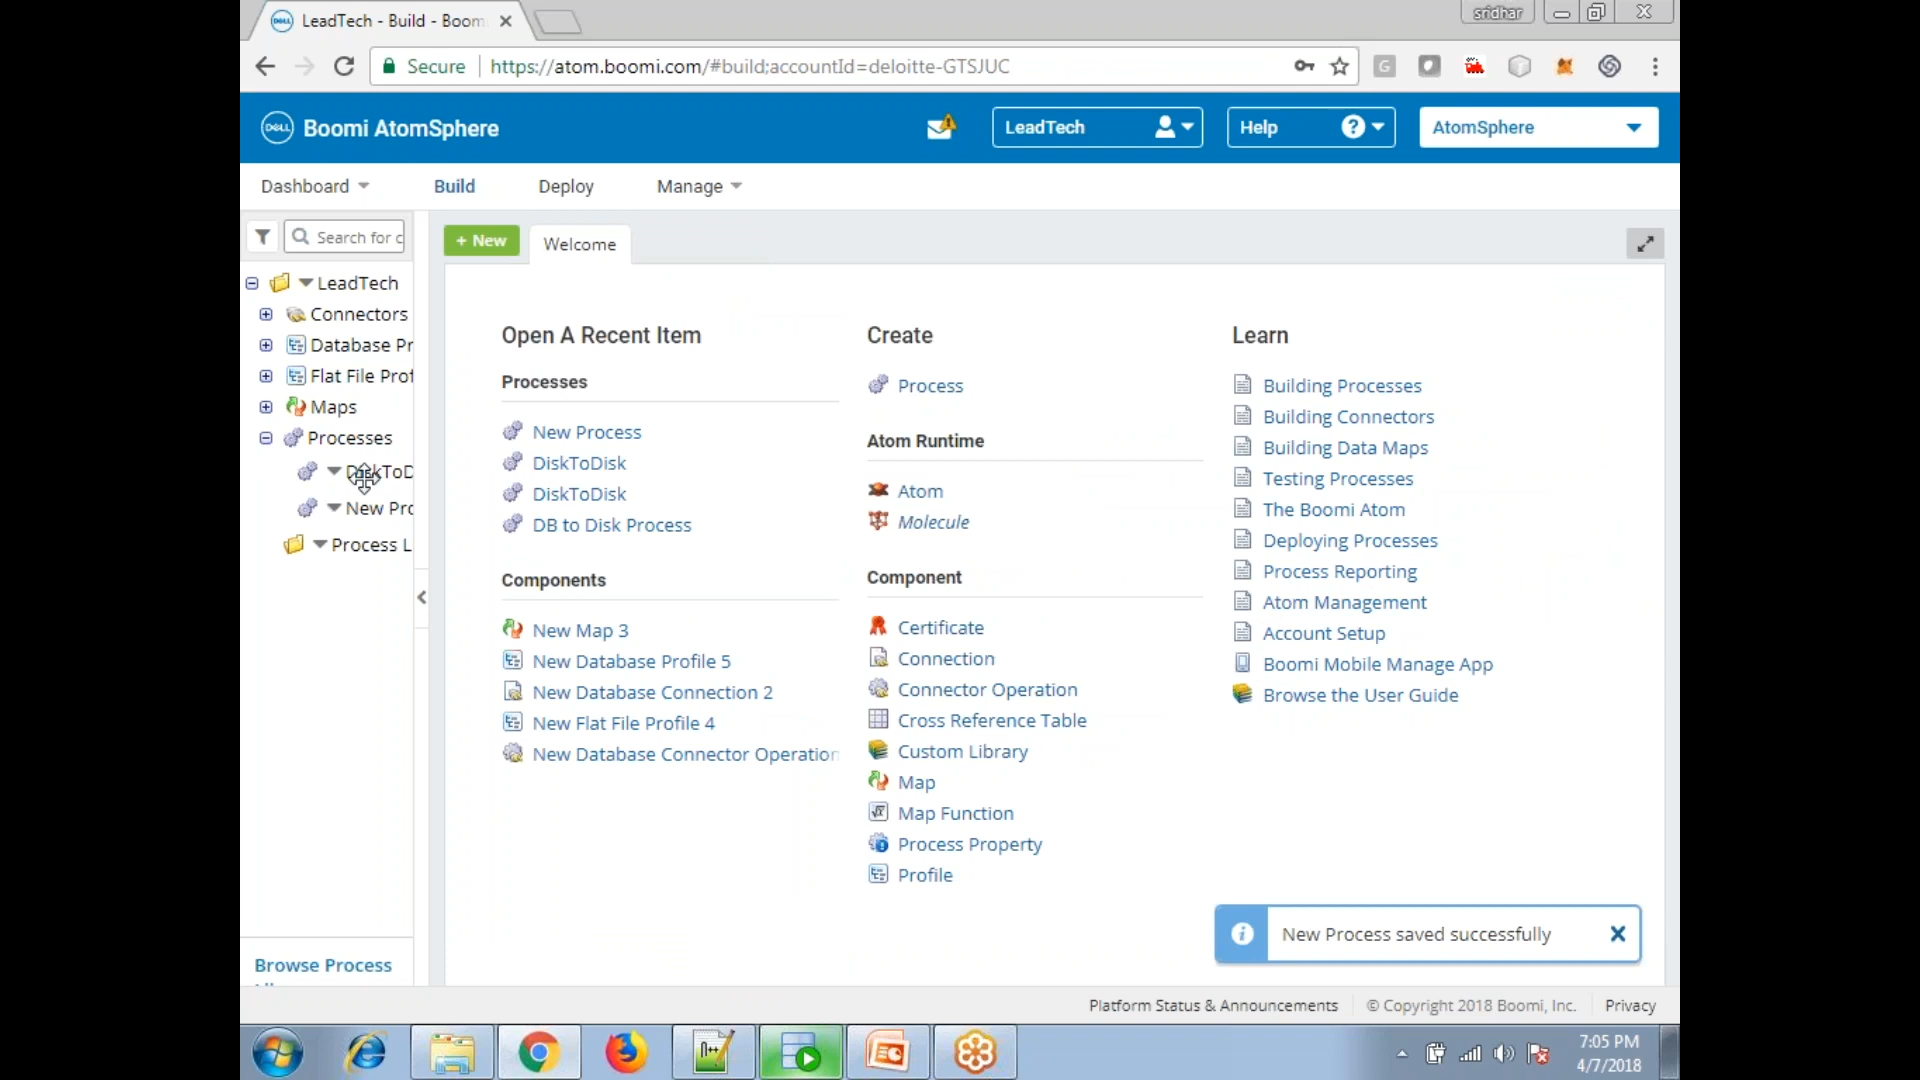 LeadTech - Build - Boom
sridhar
Secure
https://atom.boomi.com/#build;accountId=deloitte-GTSJUC
DELL
Boomi AtomSphere
LeadTech
Help
AtomSphere
Dashboard
Build
Deploy
Manage
Search for c
+ New
Welcome
LeadTech
Connectors
Database Pr
Flat File Prof
Maps
Processes
DiskToD
New Pro
Process L
Browse Process
Open A Recent Item
Processes
New Process
DiskToDisk
DiskToDisk
DB to Disk Process
Components
New Map 3
New Database Profile 5
New Database Connection 2
New Flat File Profile 4
New Database Connector Operation
Create
Process
Atom Runtime
Atom
Molecule
Component
Certificate
Connection
Connector Operation
Cross Reference Table
Custom Library
Map
Map Function
Process Property
Profile
Learn
Building Processes
Building Connectors
Building Data Maps
Testing Processes
The Boomi Atom
Deploying Processes
Process Reporting
Atom Management
Account Setup
Boomi Mobile Manage App
Browse the User Guide
New Process saved successfully
Platform Status & Announcements
© Copyright 2018 Boomi, Inc.
Privacy
7:05 PM
4/7/2018